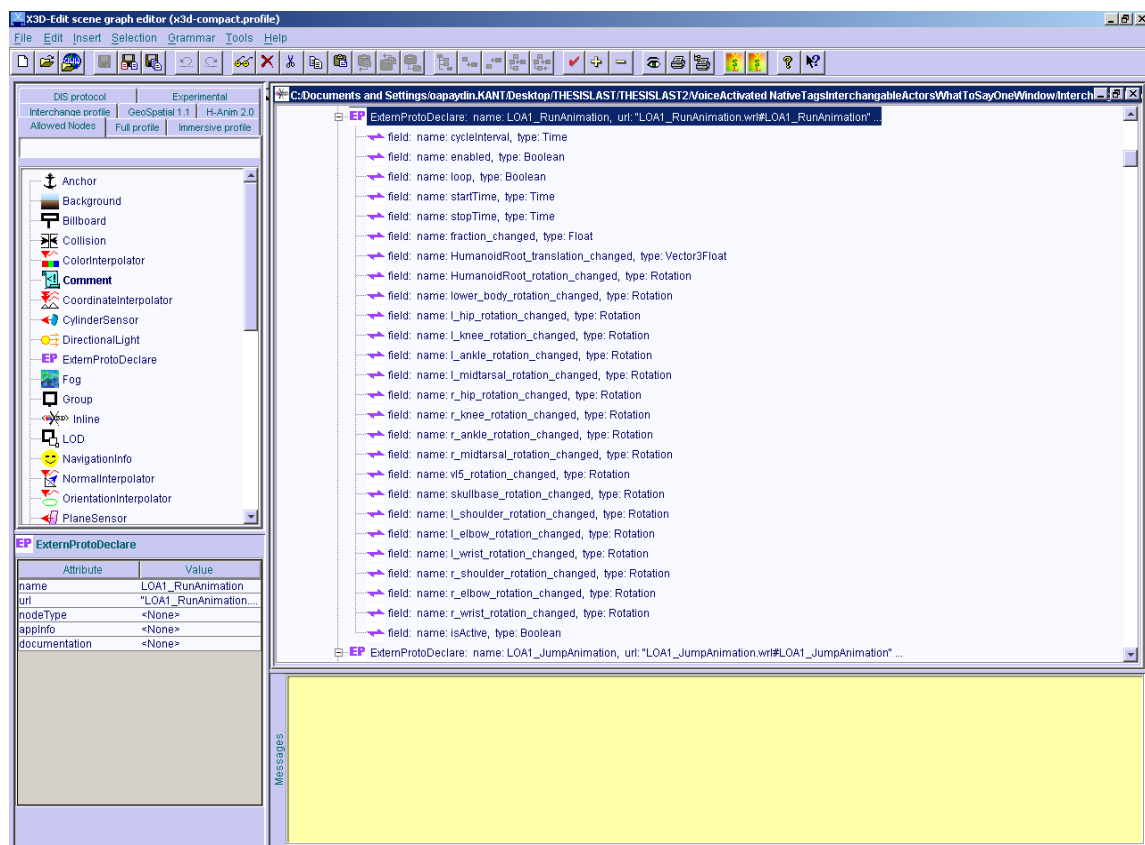 X3D-Edit scene graph editor (x3d-compact.profile)
File Edit Insert Selection Grammar Tools Help
DIS protocol Experimental
Interchange profile GeoSpatial 1.1 H-Anim 2.0
Allowed Nodes Full profile Immersive profile
Anchor
Background
Billboard
Collision
ColorInterpolator
Comment
CoordinateInterpolator
CylinderSensor
DirectionalLight
EP ExternProtoDeclare
Fog
Group
Inline
LOD
NavigationInfo
NormalInterpolator
OrientationInterpolator
PlaneSensor
EP ExternProtoDeclare
Attribute Value
name LOA1_RunAnimation
url "LOA1_RunAnimation....
nodeType <None>
appInfo <None>
documentation <None>
C:/Documents and Settings/oapaydin.KANT/Desktop/THESISLAST/THESISLAST2/VoiceActivated NativeTagsInterchangableActorsWhatToSayOneWindow/Interch
EP ExternProtoDeclare: name: LOA1_RunAnimation, url: "LOA1_RunAnimation.wrl#LOA1_RunAnimation" ...
field: name: cycleInterval, type: Time
field: name: enabled, type: Boolean
field: name: loop, type: Boolean
field: name: startTime, type: Time
field: name: stopTime, type: Time
field: name: fraction_changed, type: Float
field: name: HumanoidRoot_translation_changed, type: Vector3Float
field: name: HumanoidRoot_rotation_changed, type: Rotation
field: name: lower_body_rotation_changed, type: Rotation
field: name: l_hip_rotation_changed, type: Rotation
field: name: l_knee_rotation_changed, type: Rotation
field: name: l_ankle_rotation_changed, type: Rotation
field: name: l_midtarsal_rotation_changed, type: Rotation
field: name: r_hip_rotation_changed, type: Rotation
field: name: r_knee_rotation_changed, type: Rotation
field: name: r_ankle_rotation_changed, type: Rotation
field: name: r_midtarsal_rotation_changed, type: Rotation
field: name: vl5_rotation_changed, type: Rotation
field: name: skullbase_rotation_changed, type: Rotation
field: name: l_shoulder_rotation_changed, type: Rotation
field: name: l_elbow_rotation_changed, type: Rotation
field: name: l_wrist_rotation_changed, type: Rotation
field: name: r_shoulder_rotation_changed, type: Rotation
field: name: r_elbow_rotation_changed, type: Rotation
field: name: r_wrist_rotation_changed, type: Rotation
field: name: isActive, type: Boolean
EP ExternProtoDeclare: name: LOA1_JumpAnimation, url: "LOA1_JumpAnimation.wrl#LOA1_JumpAnimation" ...
Messages